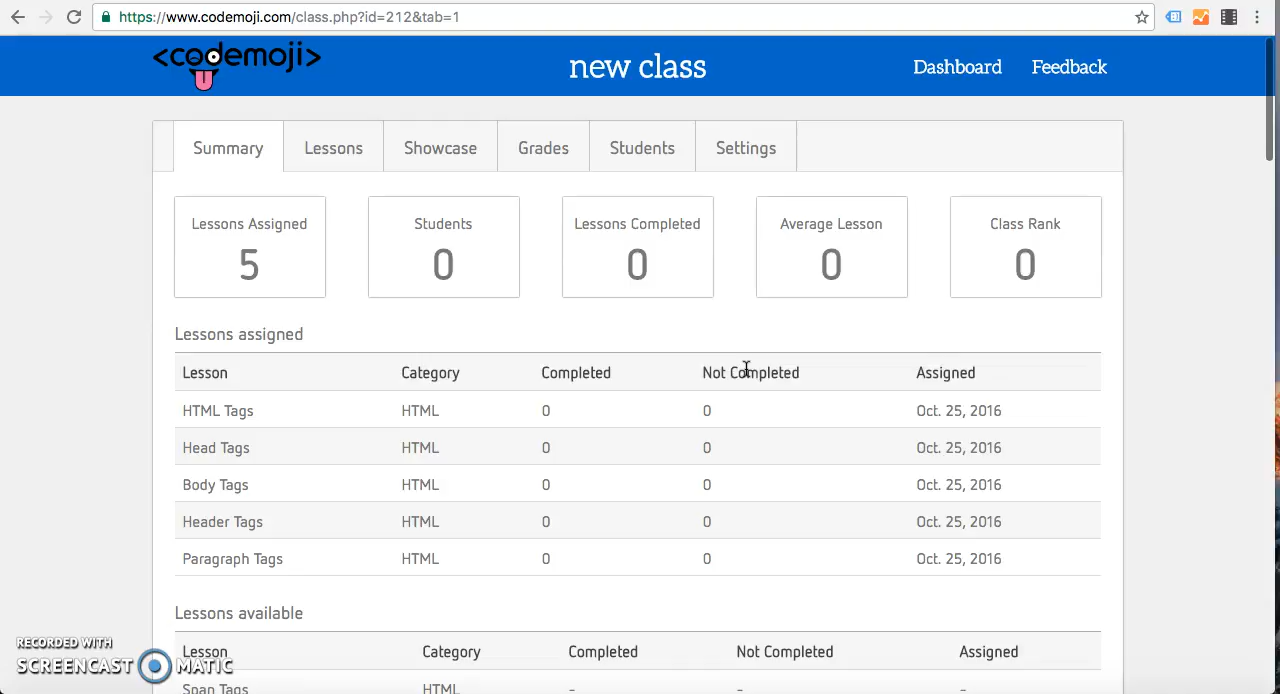 https://www.codemoji.com/class.php?id=212&tab=1
<codemoji> new class Dashboard Feedback
Summary Lessons Showcase Grades Students Settings
Lessons Assigned Students Lessons Completed Average Lesson Class Rank
5 0 0 0 0
Lessons assigned
Lesson Category Completed Not Completed Assigned
HTML Tags HTML 0 0 Oct. 25, 2016
Head Tags HTML 0 0 Oct. 25, 2016
Body Tags HTML 0 0 Oct. 25, 2016
Header Tags HTML 0 0 Oct. 25, 2016
Paragraph Tags HTML 0 0 Oct. 25, 2016
Lessons available
Lesson Category Completed Not Completed Assigned
Span Tags HTML - - -
RECORDED WITH
SCREENCAST MATIC